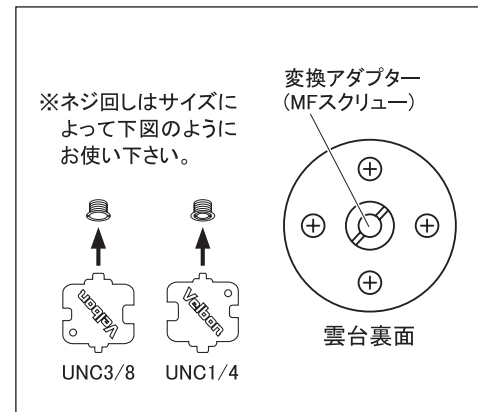 ※ネジ回しはサイズに
よって下図のように
お使い下さい。
変換アダプター
(MFスクリュー)
Velbon
Velbon
UNC3/8
UNC1/4
雲台裏面